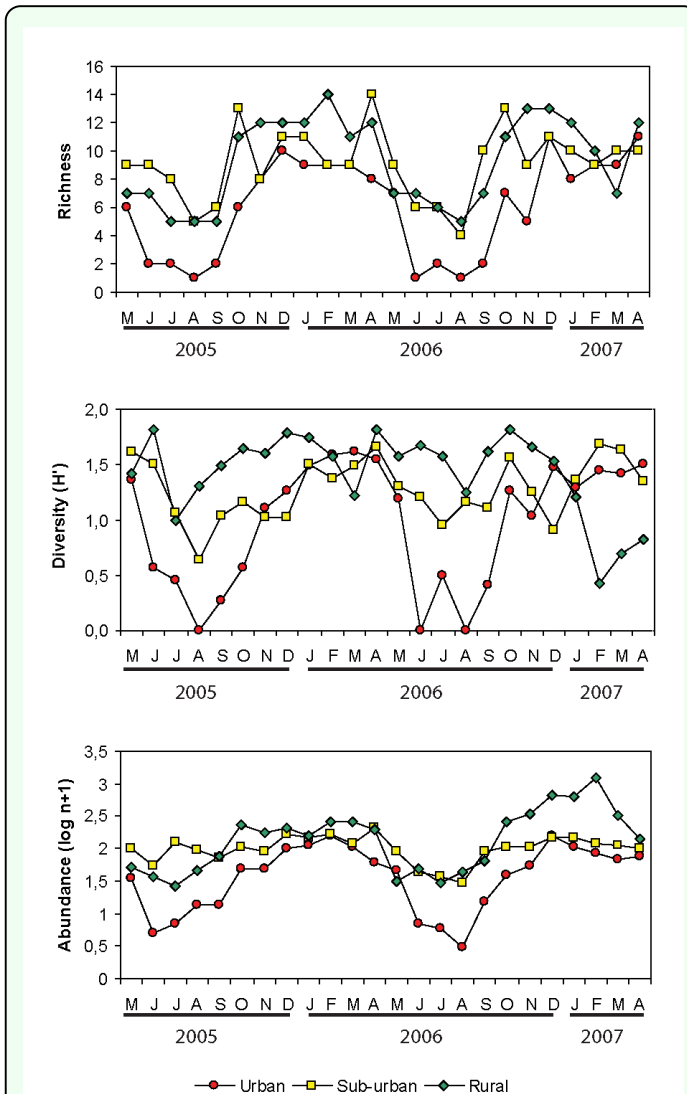 Richness
16
14
12
10
8
6
4
2
0
M J J A S O N D J F M A M J J A S O N D J F M A
2005 2006 2007
Diversity (H')
2,0
1,5
1,0
0,5
0,0
M J J A S O N D J F M A M J J A S O N D J F M A
2005 2006 2007
Abundance (log n+1)
3,5
3
2,5
2
1,5
1
0,5
0
M J J A S O N D J F M A M J J A S O N D J F M A
2005 2006 2007
Urban Sub-urban Rural